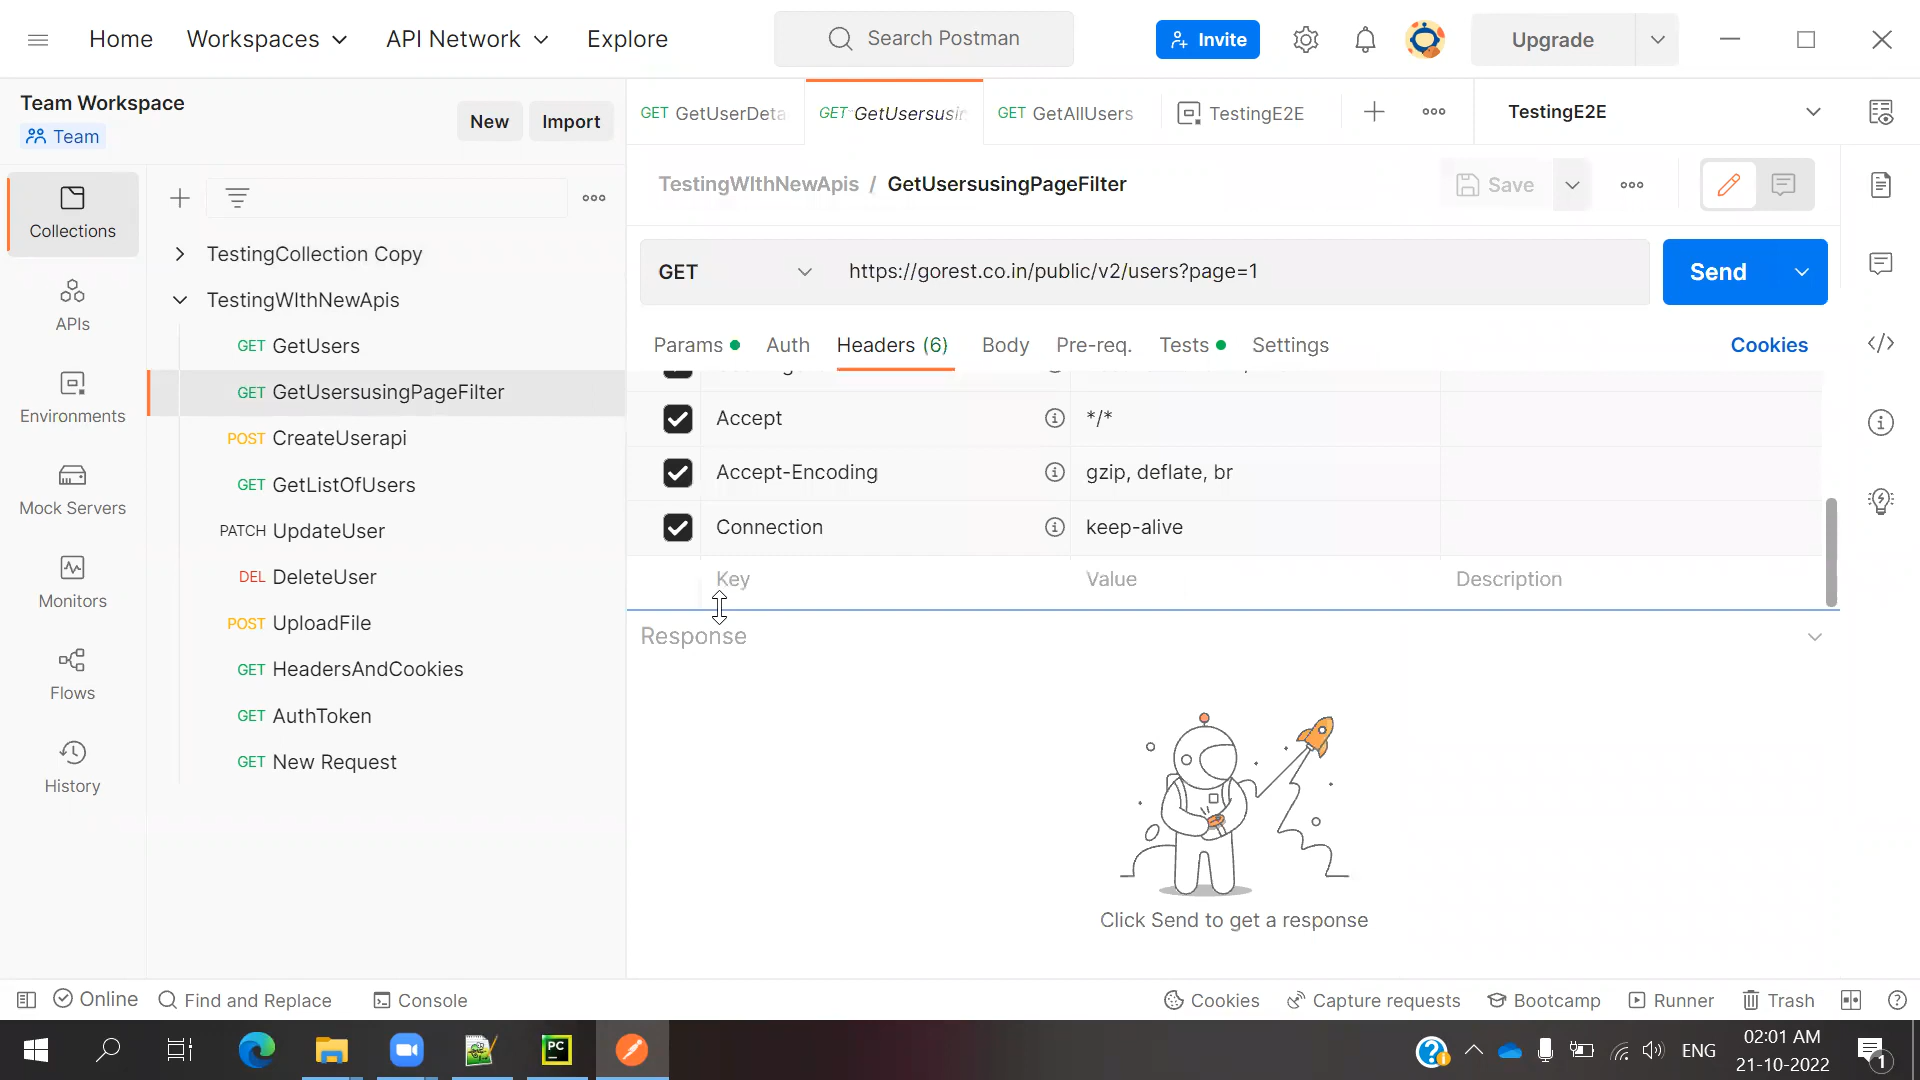 Home Workspaces API Network Explore Search Postman Invite Upgrade
Team Workspace
Team
New Import
GET GetUserDeta GET GetUsersusin GET GetAllUsers TestingE2E TestingE2E
TestingWIthNewApis / GetUsersusingPageFilter Save
Collections
APIs
Environments
Mock Servers
Monitors
Flows
History
TestingCollection Copy
TestingWIthNewApis
GET GetUsers
GET GetUsersusingPageFilter
POST CreateUserapi
GET GetListOfUsers
PATCH UpdateUser
DEL DeleteUser
POST UploadFile
GET HeadersAndCookies
GET AuthToken
GET New Request
GET https://gorest.co.in/public/v2/users?page=1 Send
Params Auth Headers (6) Body Pre-req. Tests Settings Cookies
Accept */*
Accept-Encoding gzip, deflate, br
Connection keep-alive
Key Value Description
Response
Click Send to get a response
Online Find and Replace Console Cookies Capture requests Bootcamp Runner Trash
PC ENG 02:01 AM
21-10-2022
1